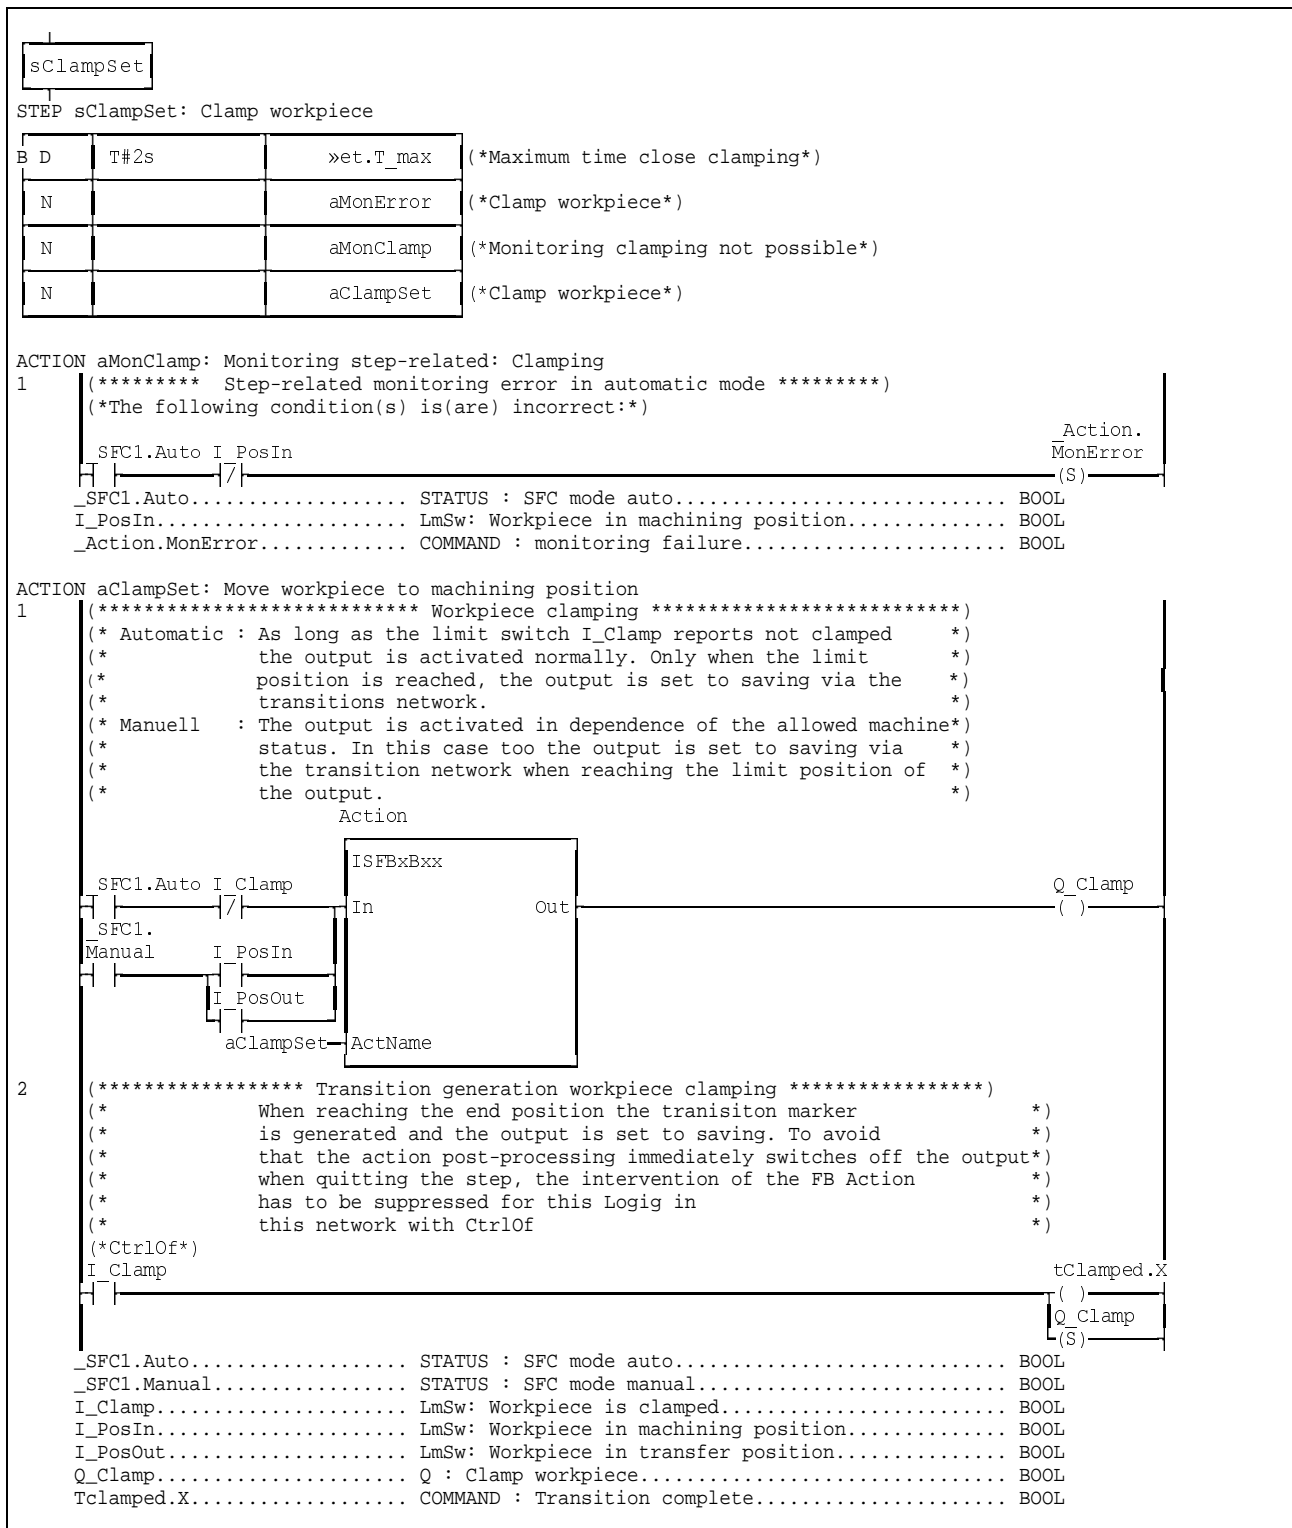 sClampSet
STEP sClampSet: Clamp workpiece
B D T#2s »et.T_max (*Maximum time close clamping*)
N aMonError (*Clamp workpiece*)
N aMonClamp (*Monitoring clamping not possible*)
N aClampSet (*Clamp workpiece*)
ACTION aMonClamp: Monitoring step-related: Clamping
1 (********* Step-related monitoring error in automatic mode *********)
(*The following condition(s) is(are) incorrect:*)
_Action.
_SFC1.Auto I_PosIn MonError
/ (S)
_SFC1.Auto................... STATUS : SFC mode auto............................. BOOL
I_PosIn...................... LmSw: Workpiece in machining position.............. BOOL
_Action.MonError............. COMMAND : monitoring failure....................... BOOL
ACTION aClampSet: Move workpiece to machining position
1 (**************************** Workpiece clamping ***************************)
(* Automatic : As long as the limit switch I_Clamp reports not clamped *)
(* the output is activated normally. Only when the limit *)
(* position is reached, the output is set to saving via the *)
(* transitions network. *)
(* Manuell : The output is activated in dependence of the allowed machine*)
(* status. In this case too the output is set to saving via *)
(* the transition network when reaching the limit position of *)
(* the output. *)
Action
ISFBxBxx
_SFC1.Auto I_Clamp Q_Clamp
/ In Out ( )
_SFC1.
Manual I_PosIn
I_PosOut
aClampSet ActName
2 (****************** Transition generation workpiece clamping *****************)
(* When reaching the end position the tranisiton marker *)
(* is generated and the output is set to saving. To avoid *)
(* that the action post-processing immediately switches off the output*)
(* when quitting the step, the intervention of the FB Action *)
(* has to be suppressed for this Logig in *)
(* this network with CtrlOf *)
(*CtrlOf*)
I_Clamp tClamped.X
( )
Q_Clamp
(S)
_SFC1.Auto................... STATUS : SFC mode auto............................. BOOL
_SFC1.Manual................. STATUS : SFC mode manual........................... BOOL
I_Clamp...................... LmSw: Workpiece is clamped......................... BOOL
I_PosIn...................... LmSw: Workpiece in machining position.............. BOOL
I_PosOut..................... LmSw: Workpiece in transfer position............... BOOL
Q_Clamp...................... Q : Clamp workpiece................................ BOOL
Tclamped.X................... COMMAND : Transition complete...................... BOOL